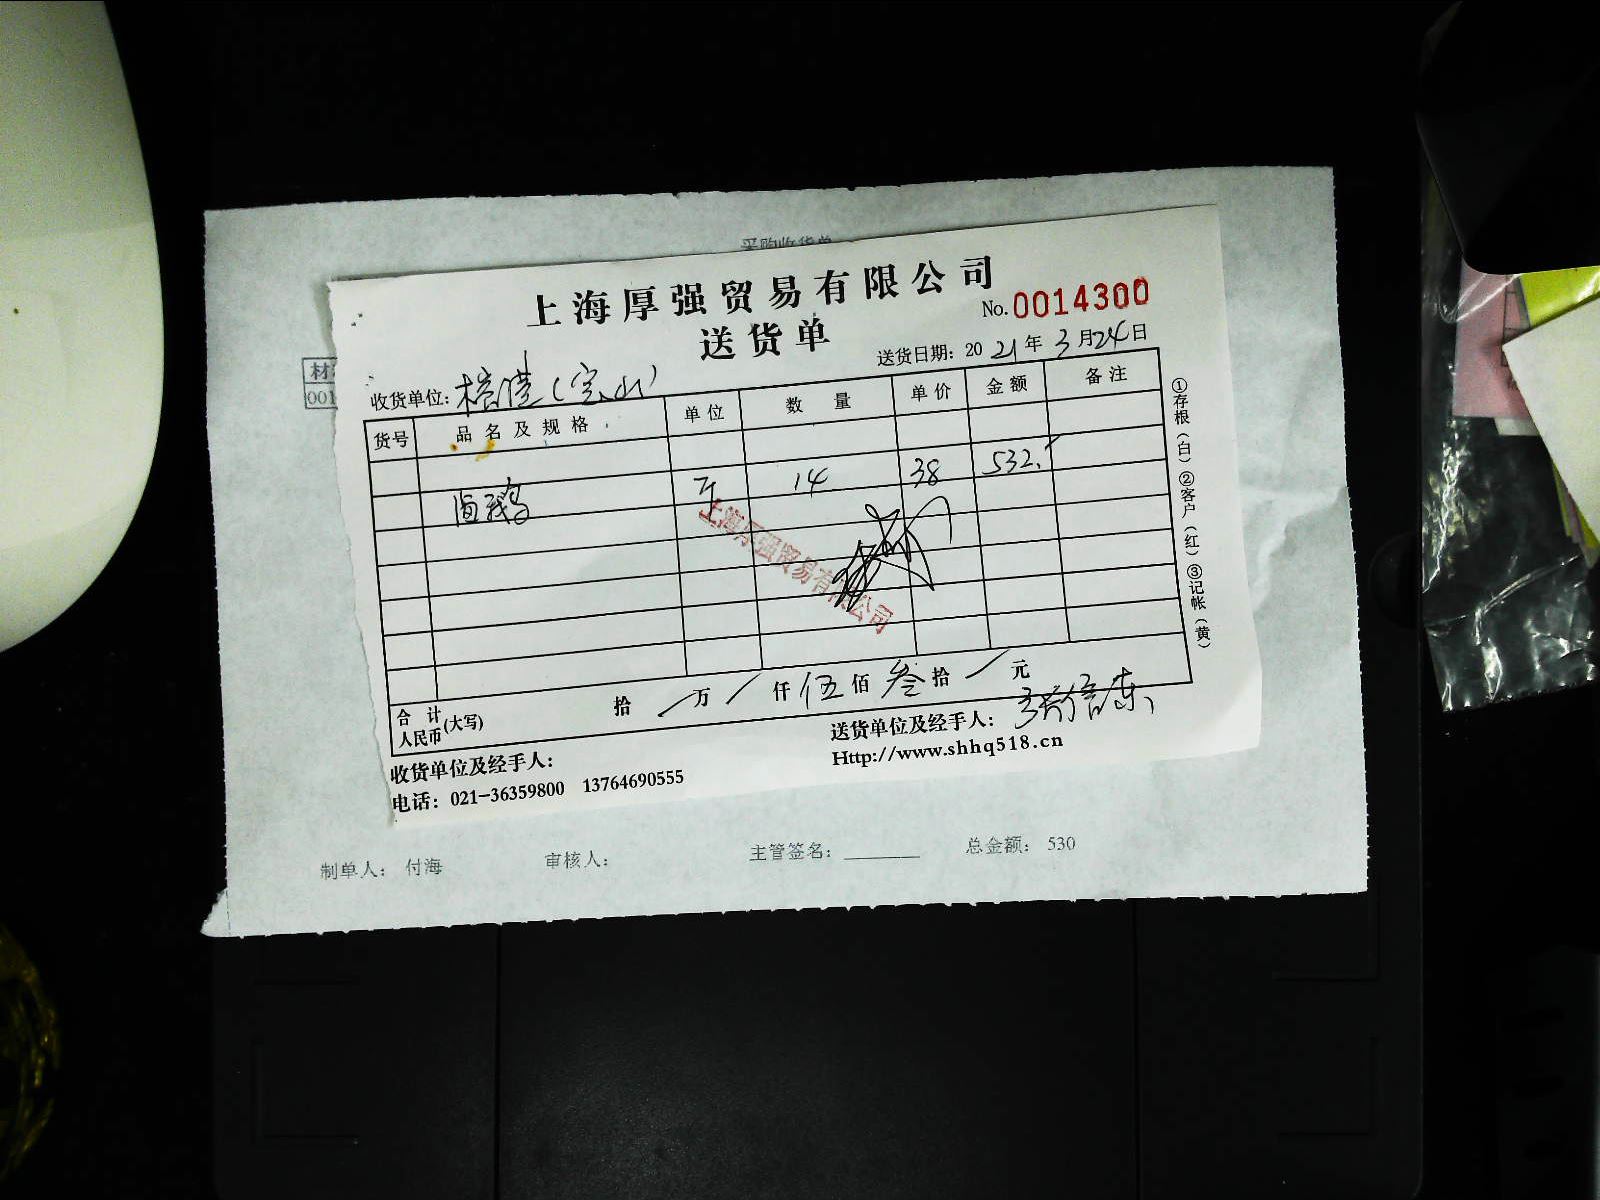 采购收货单
上海厚强贸易有限公司
送货单
No.0014300
送货日期：2021年3月24日
收货单位：榕港（宝山）
货号 品名及规格 单位 数量 单价 金额 备注
卤鹅 斤 14 38 532.
上海厚强贸易有限公司
合计人民币(大写) 拾 / 万 / 仟 伍 佰 叁 拾 / 元
收货单位及经手人：
送货单位及经手人：
电话：021-36359800 13764690555
Http://www.shhq518.cn
①存根（白）②客户（红）③记帐（黄）
材
001
制单人： 付海 审核人： 主管签名： 总金额： 530